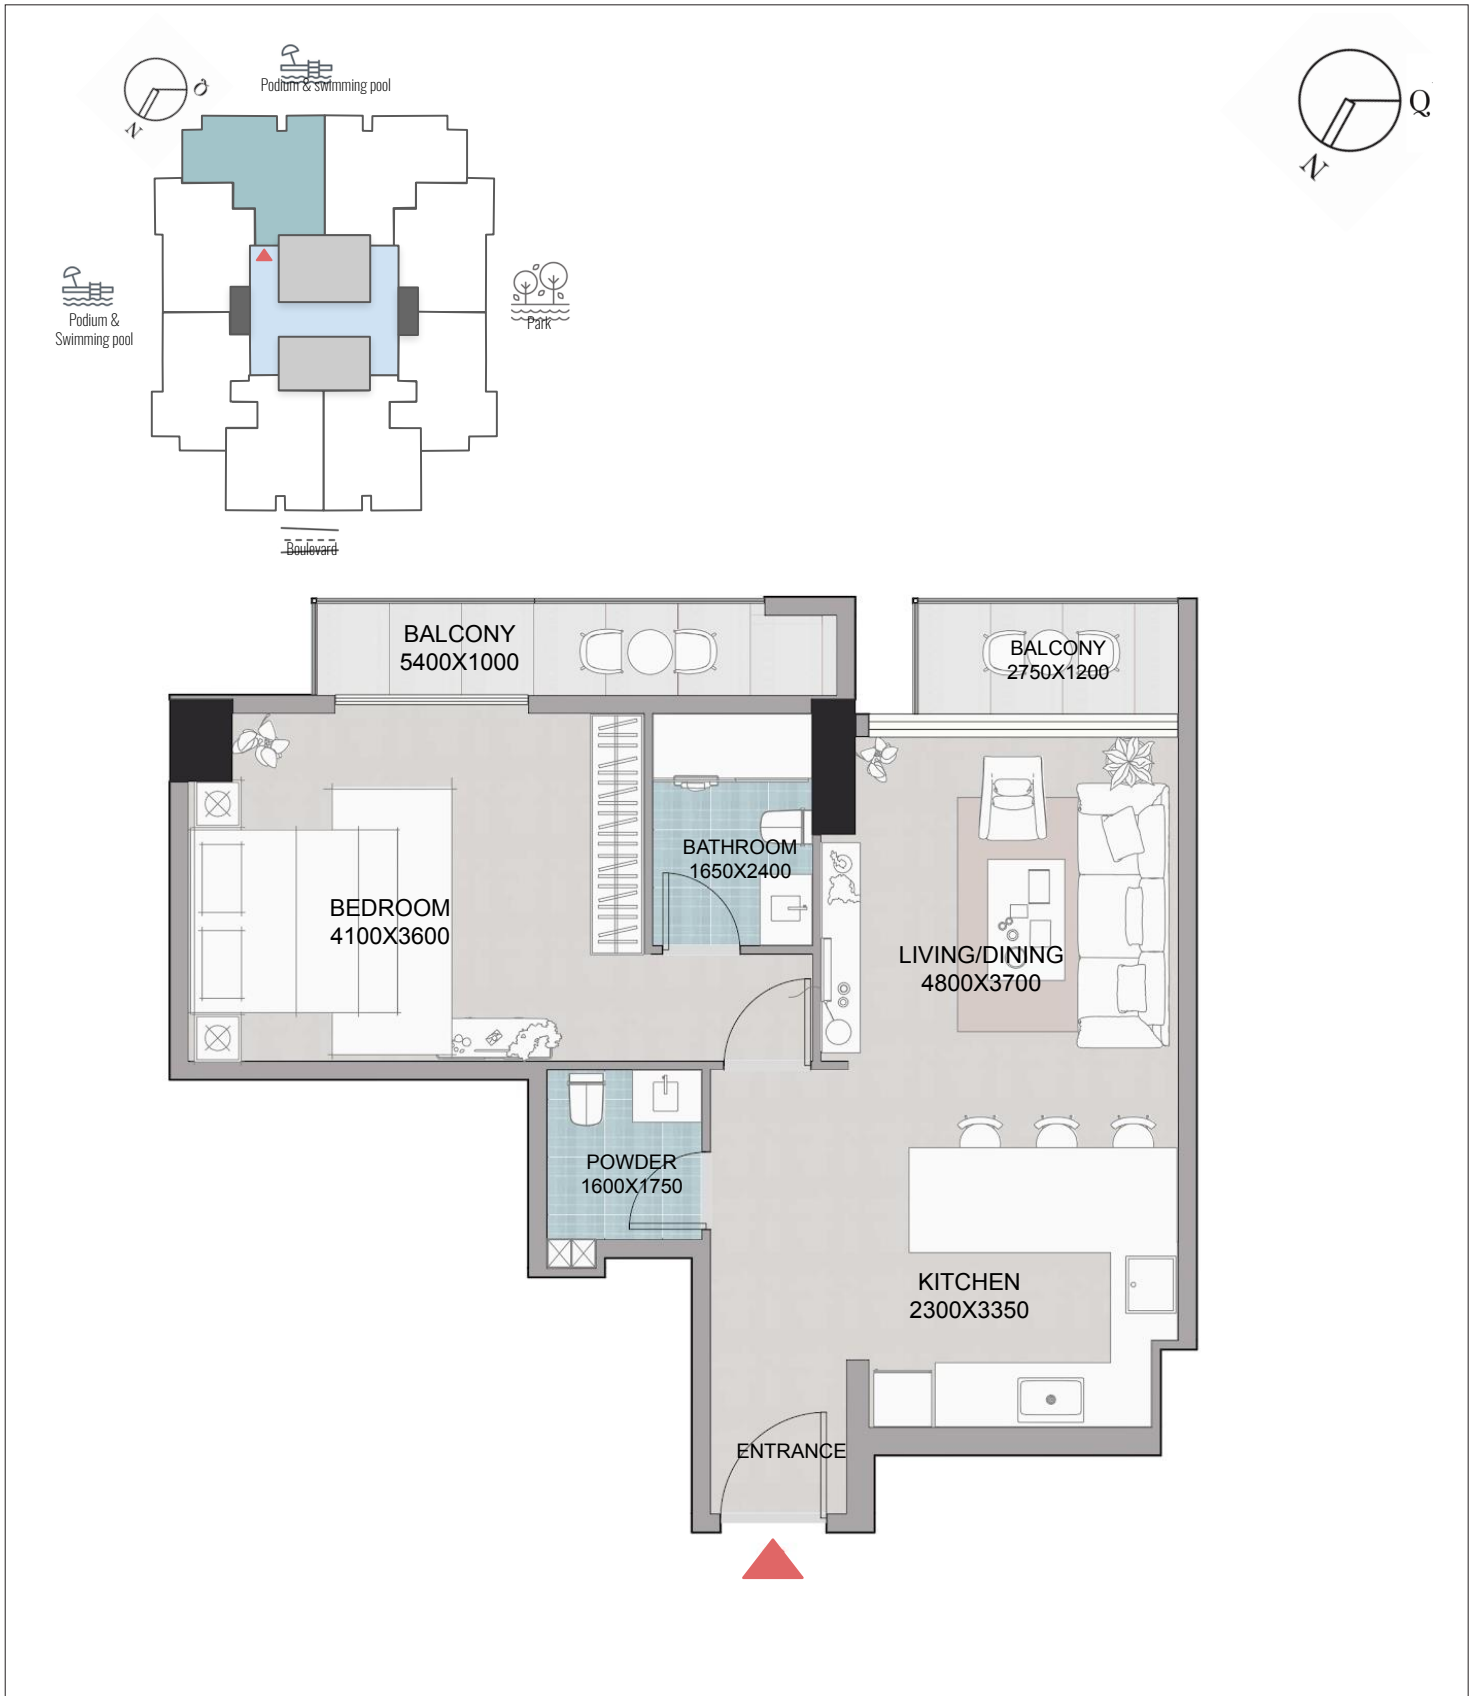 Podium & swimming pool
N
Q
Q
N
Podium &
Swimming pool
Park
Boulevard
BALCONY
5400X1000
BALCONY
2750X1200
BATHROOM
1650X2400
BEDROOM
4100X3600
LIVING/DINING
4800X3700
POWDER
1600X1750
KITCHEN
2300X3350
ENTRANCE